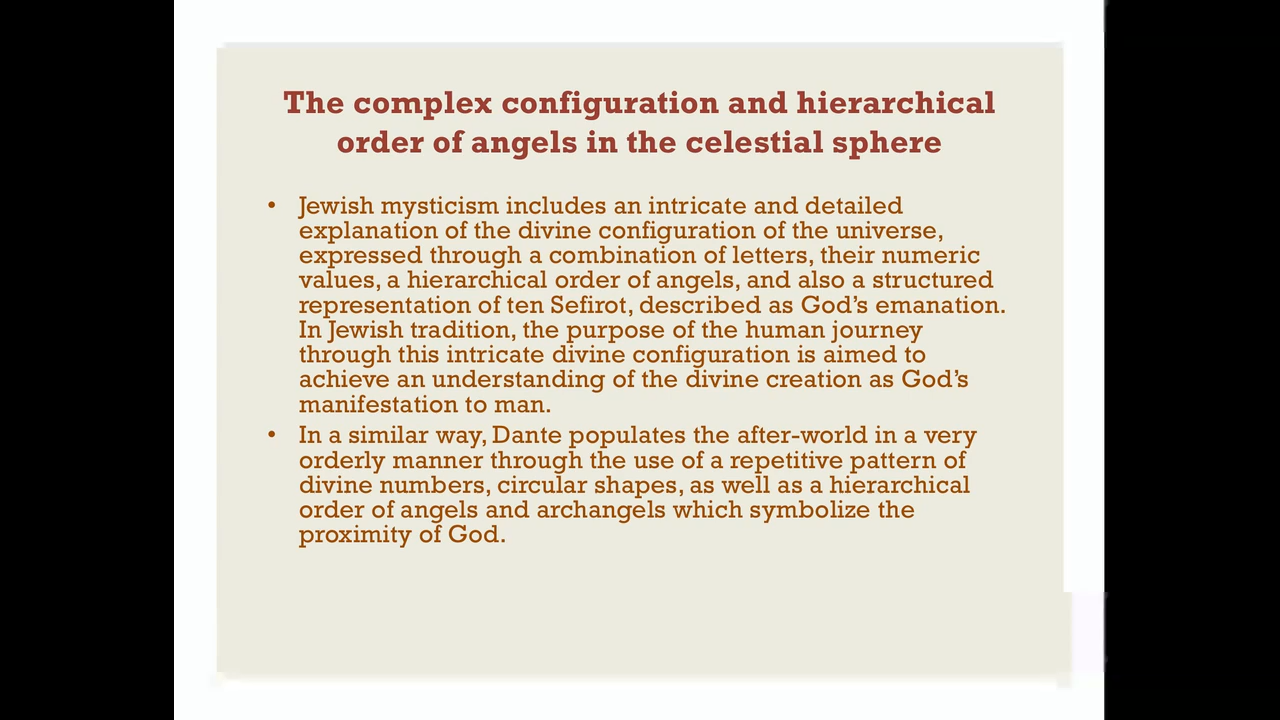 The complex configuration and hierarchical
order of angels in the celestial sphere
• Jewish mysticism includes an intricate and detailed
explanation of the divine configuration of the universe,
expressed through a combination of letters, their numeric
values, a hierarchical order of angels, and also a structured
representation of ten Sefirot, described as God’s emanation.
In Jewish tradition, the purpose of the human journey
through this intricate divine configuration is aimed to
achieve an understanding of the divine creation as God’s
manifestation to man.
• In a similar way, Dante populates the after-world in a very
orderly manner through the use of a repetitive pattern of
divine numbers, circular shapes, as well as a hierarchical
order of angels and archangels which symbolize the
proximity of God.